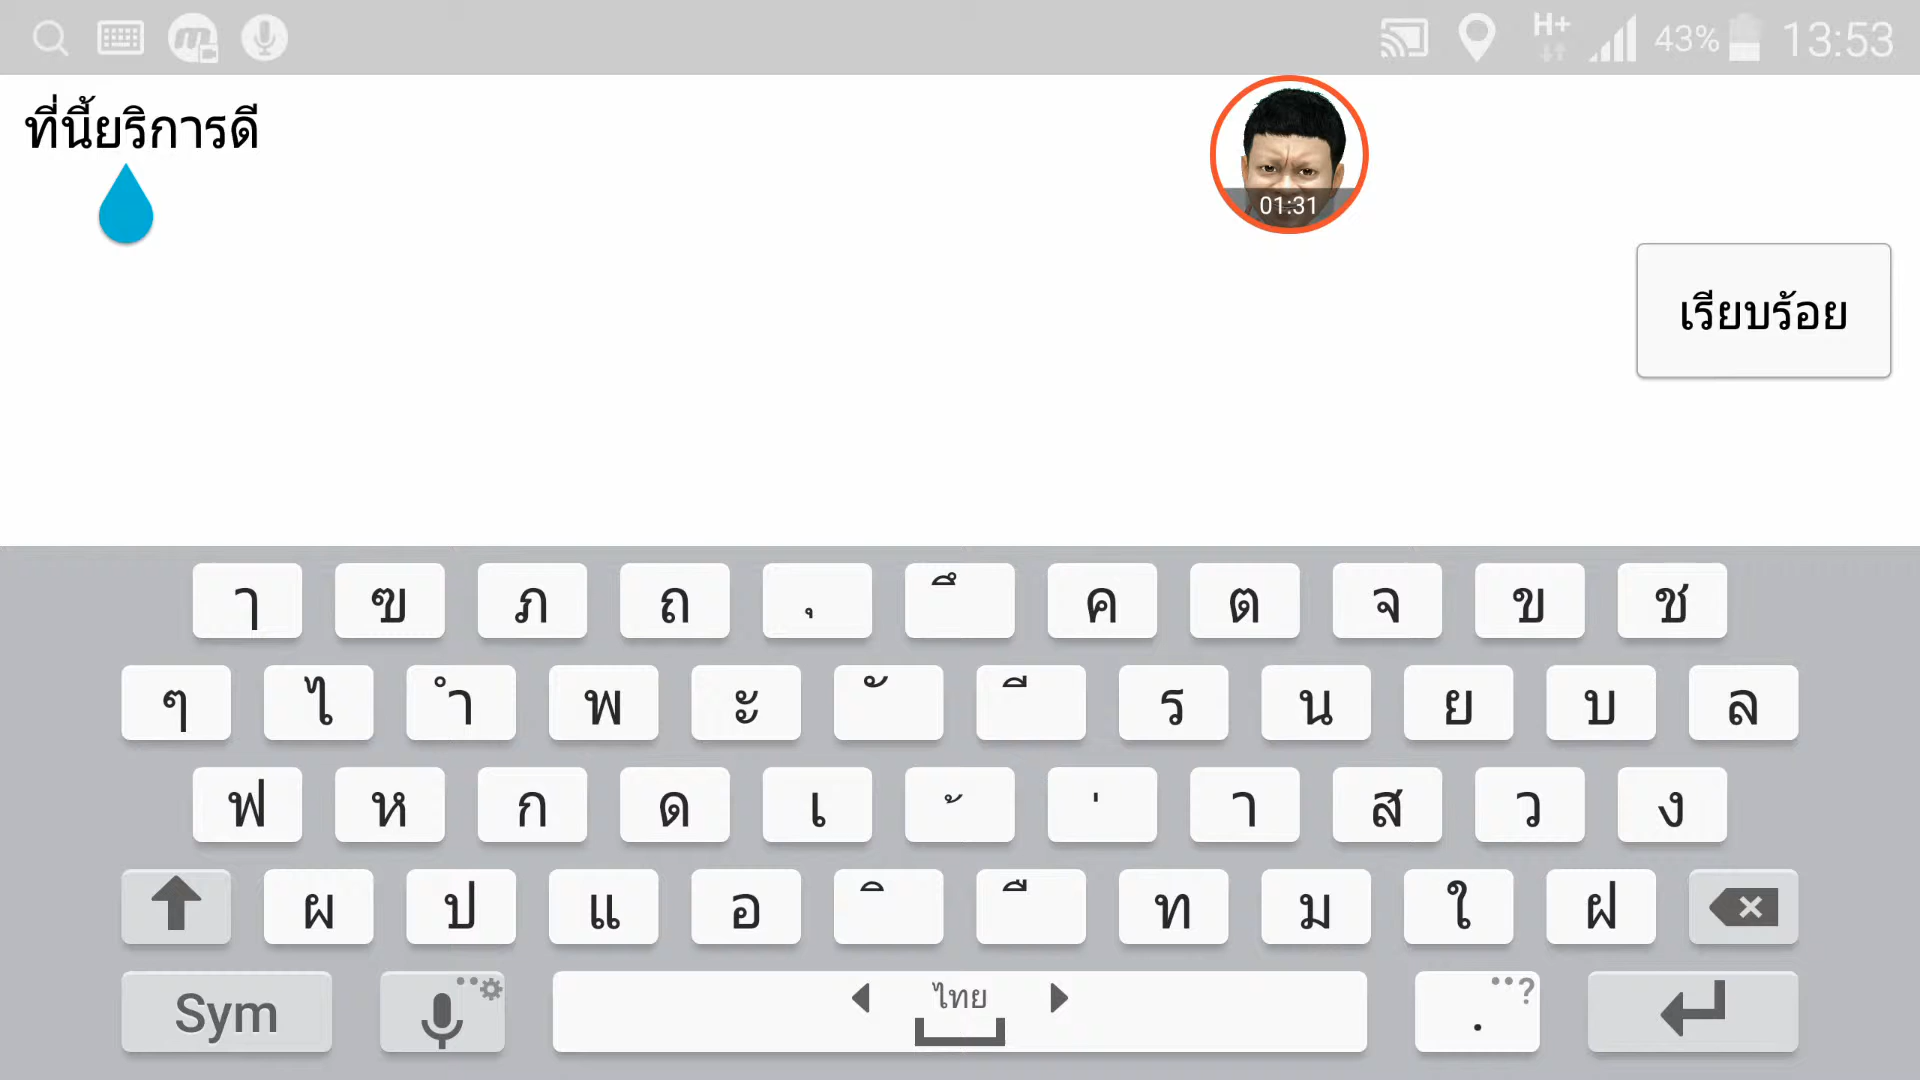 H+ 43% 13:53
ที่นี้ยริการดี
01:31
เรียบร้อย
ๅ ฃ ภ ถ ุ ึ ค ต จ ข ช
ๆ ไ ำ พ ะ ั ี ร น ย บ ล
ฟ ห ก ด เ ้ ่ า ส ว ง
ผ ป แ อ ิ ื ท ม ใ ฝ
Sym ไทย . ?